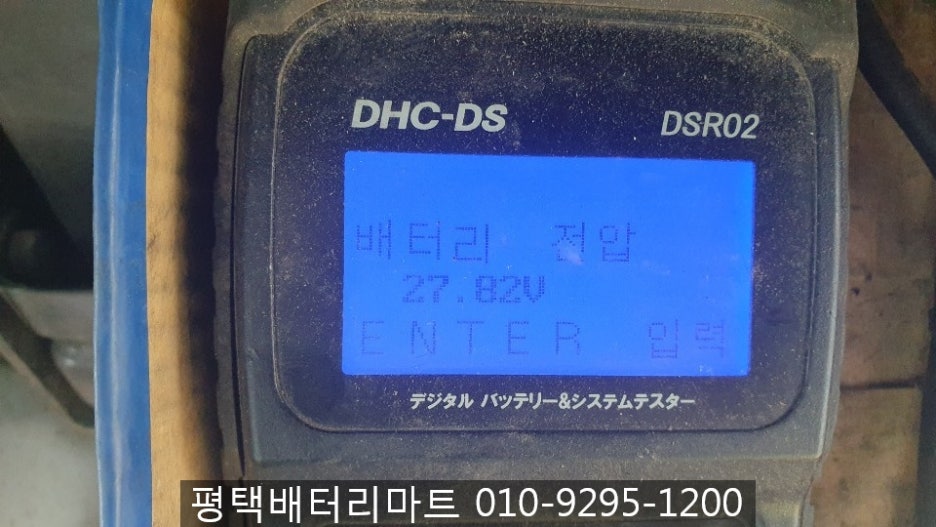 DHC-DS DSR02
배터리 전압
27.82V
ENTER 입력
デジタル バッテリー&システムテスター
평택배터리마트 010-9295-1200